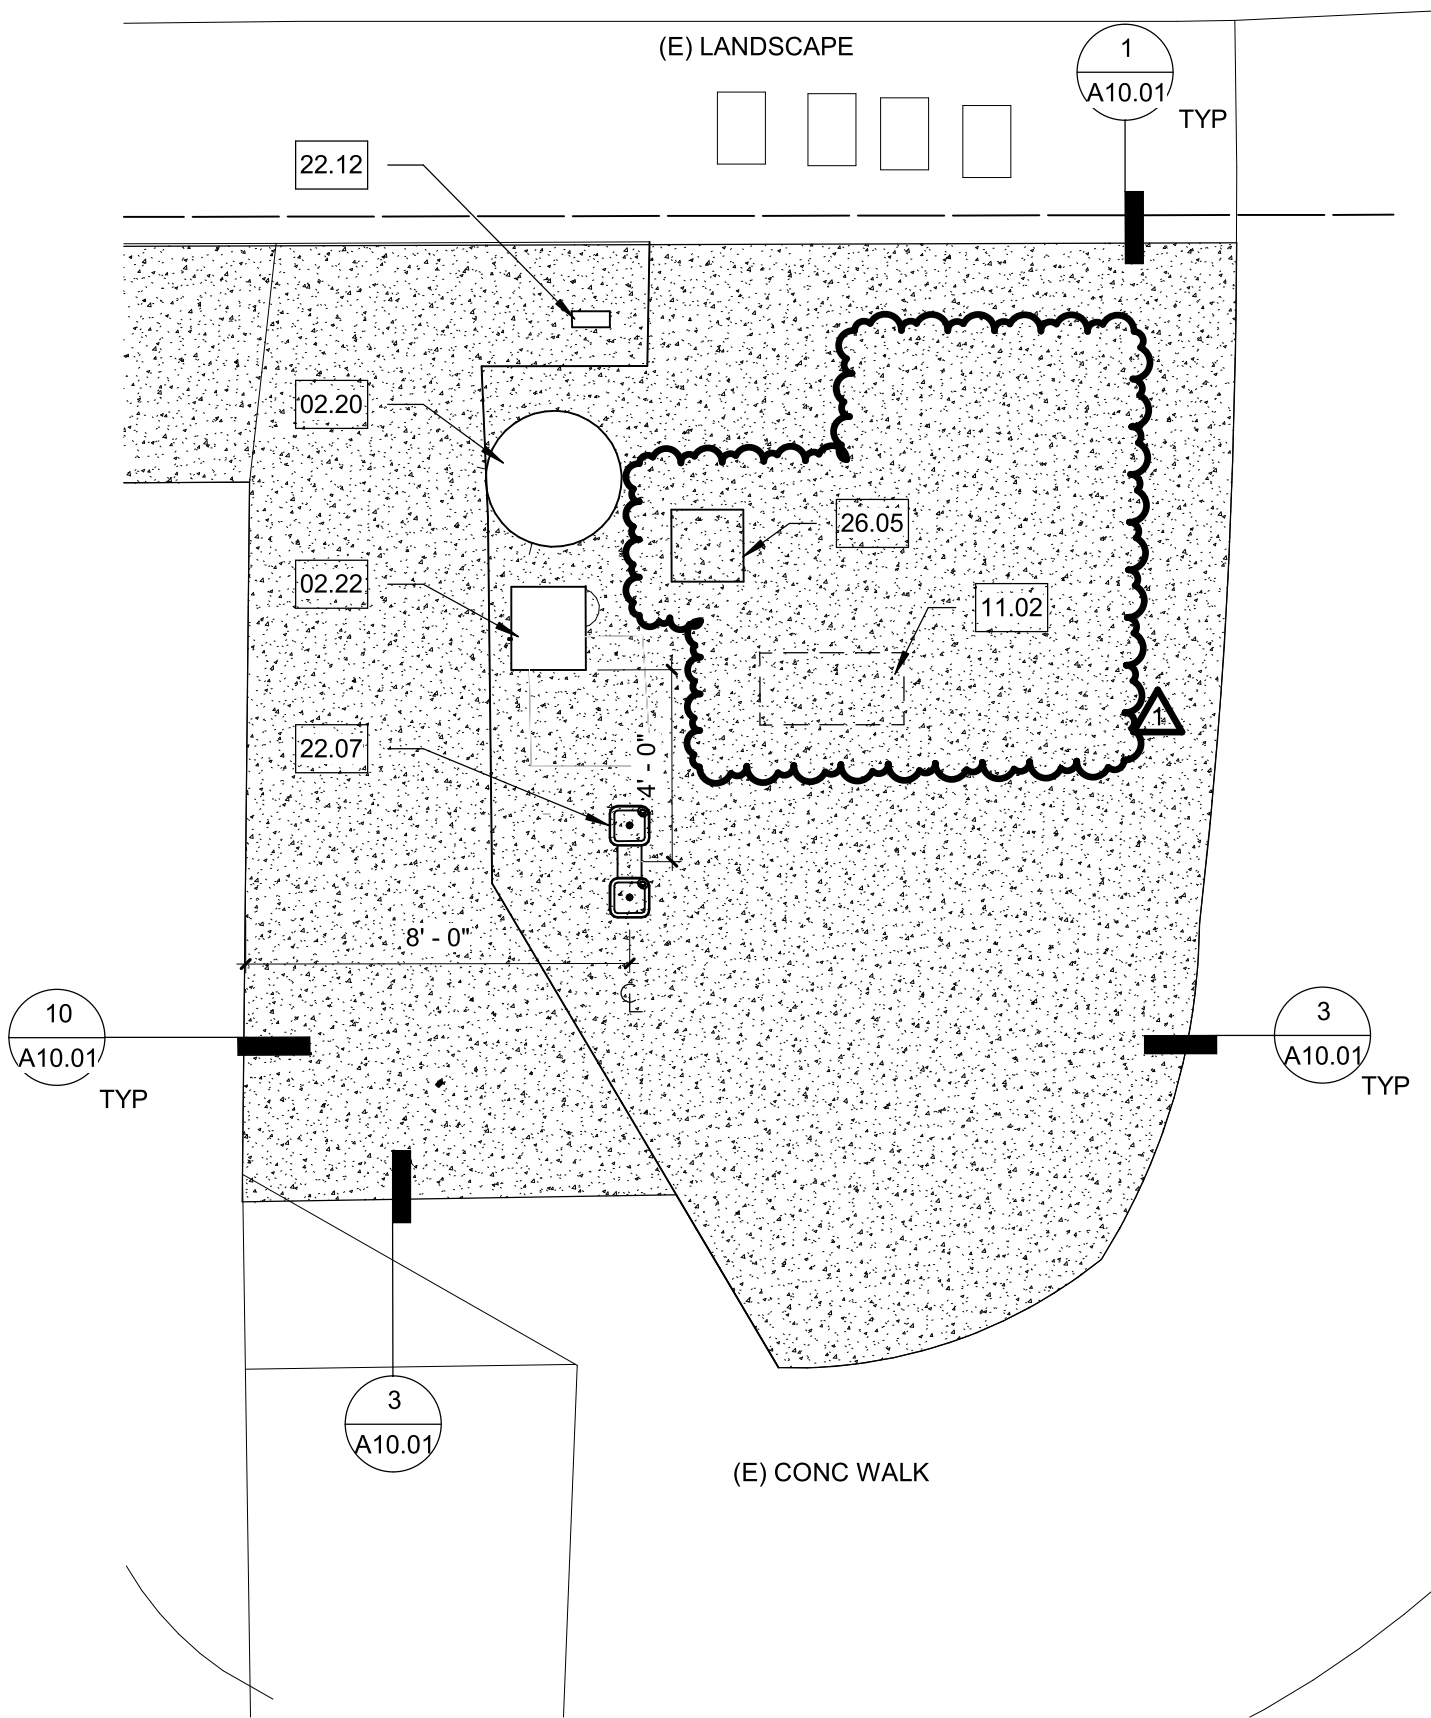 (E) LANDSCAPE
1
A10.01
TYP
22.12
02.20
26.05
02.22
11.02
1
22.07
4' - 0"
8' - 0"
10
A10.01
TYP
3
A10.01
TYP
3
A10.01
(E) CONC WALK